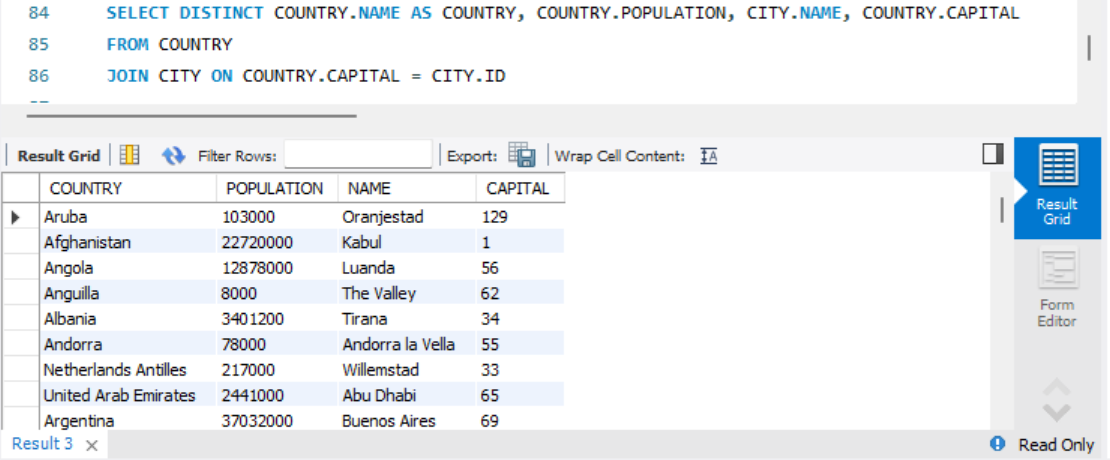 84 SELECT DISTINCT COUNTRY.NAME AS COUNTRY, COUNTRY.POPULATION, CITY.NAME, COUNTRY.CAPITAL
85 FROM COUNTRY
86 JOIN CITY ON COUNTRY.CAPITAL = CITY.ID
Result Grid Filter Rows: Export: Wrap Cell Content: IA
COUNTRY POPULATION NAME CAPITAL
Aruba 103000 Oranjestad 129
Afghanistan 22720000 Kabul 1
Angola 12878000 Luanda 56
Anguilla 8000 The Valley 62
Albania 3401200 Tirana 34
Andorra 78000 Andorra la Vella 55
Netherlands Antilles 217000 Willemstad 33
United Arab Emirates 2441000 Abu Dhabi 65
Argentina 37032000 Buenos Aires 69
Result
Grid
Form
Editor
Result 3 × Read Only